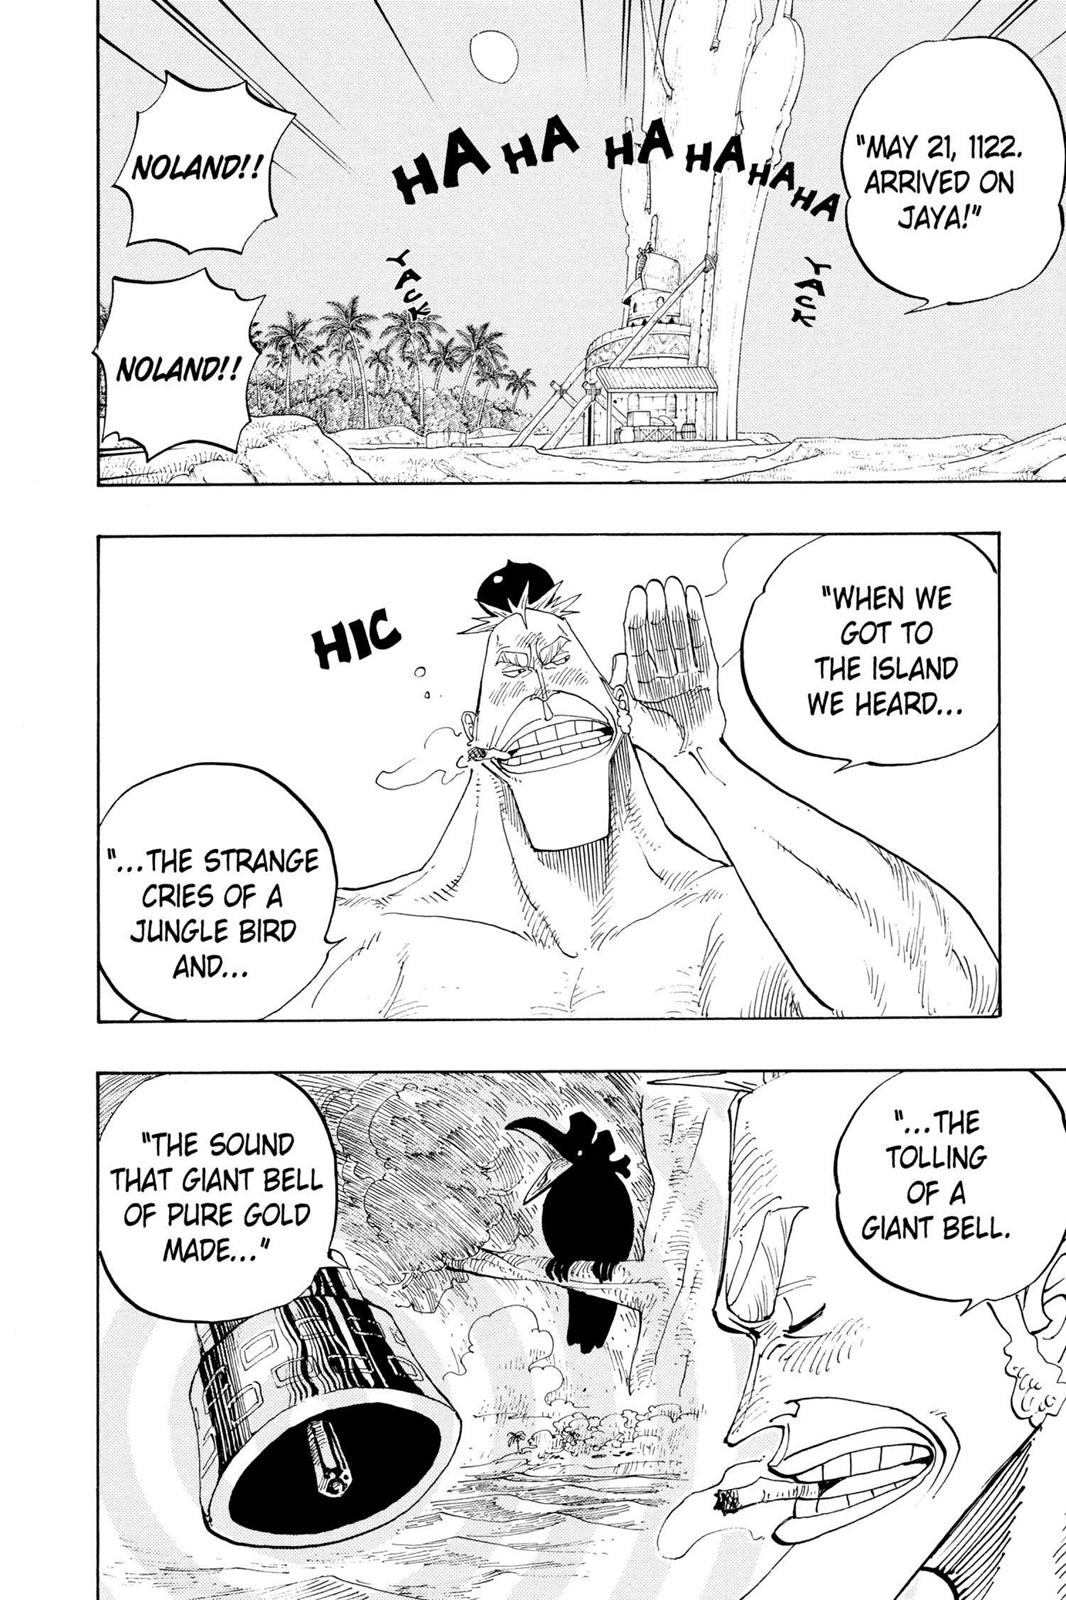 "MAY 21, 1122.
ARRIVED ON
JAYA!"
HA HA HA HA HA HA
YACK
YACK
NOLAND!!
NOLAND!!
"WHEN WE
GOT TO
THE ISLAND
WE HEARD...
HIC
"...THE STRANGE
CRIES OF A
JUNGLE BIRD
AND...
"...THE
TOLLING
OF A
GIANT BELL.
"THE SOUND
THAT GIANT BELL
OF PURE GOLD
MADE..."